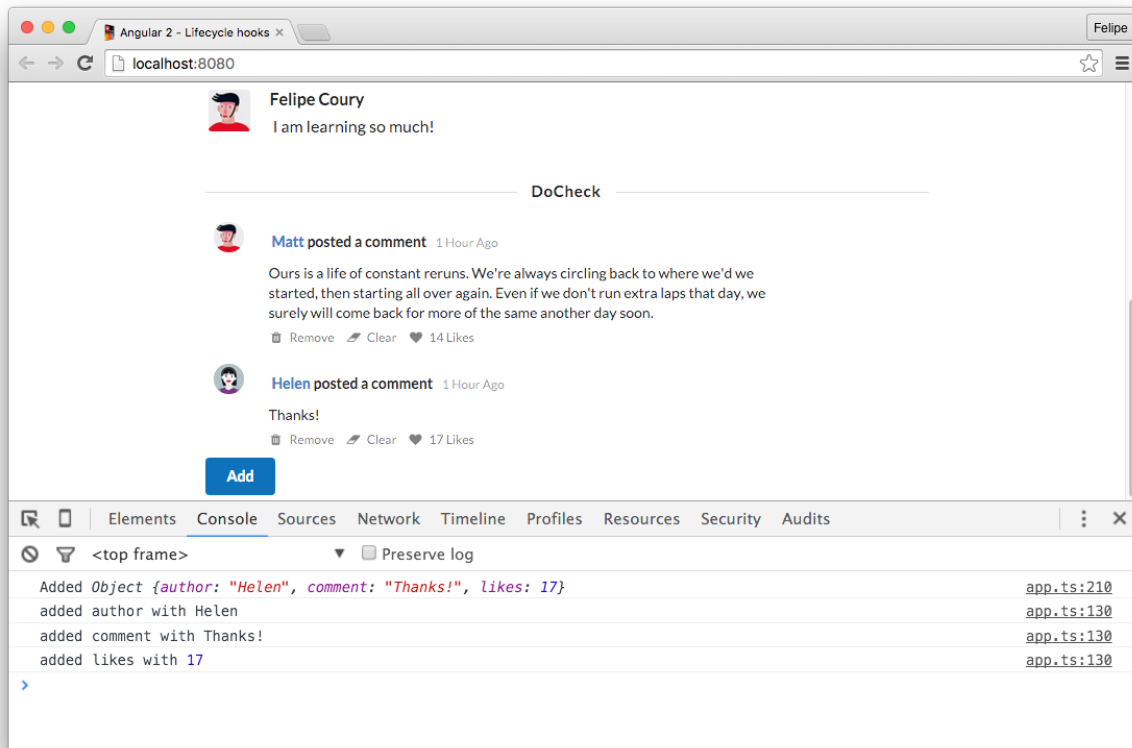 Angular 2 - Lifecycle hooks
Felipe
localhost:8080
Felipe Coury
I am learning so much!
DoCheck
Matt posted a comment 1 Hour Ago
Ours is a life of constant reruns. We're always circling back to where we'd we
started, then starting all over again. Even if we don't run extra laps that day, we
surely will come back for more of the same another day soon.
Remove Clear 14 Likes
Helen posted a comment 1 Hour Ago
Thanks!
Remove Clear 17 Likes
Add
Elements Console Sources Network Timeline Profiles Resources Security Audits
<top frame> Preserve log
Added Object {author: "Helen", comment: "Thanks!", likes: 17} app.ts:210
added author with Helen app.ts:130
added comment with Thanks! app.ts:130
added likes with 17 app.ts:130